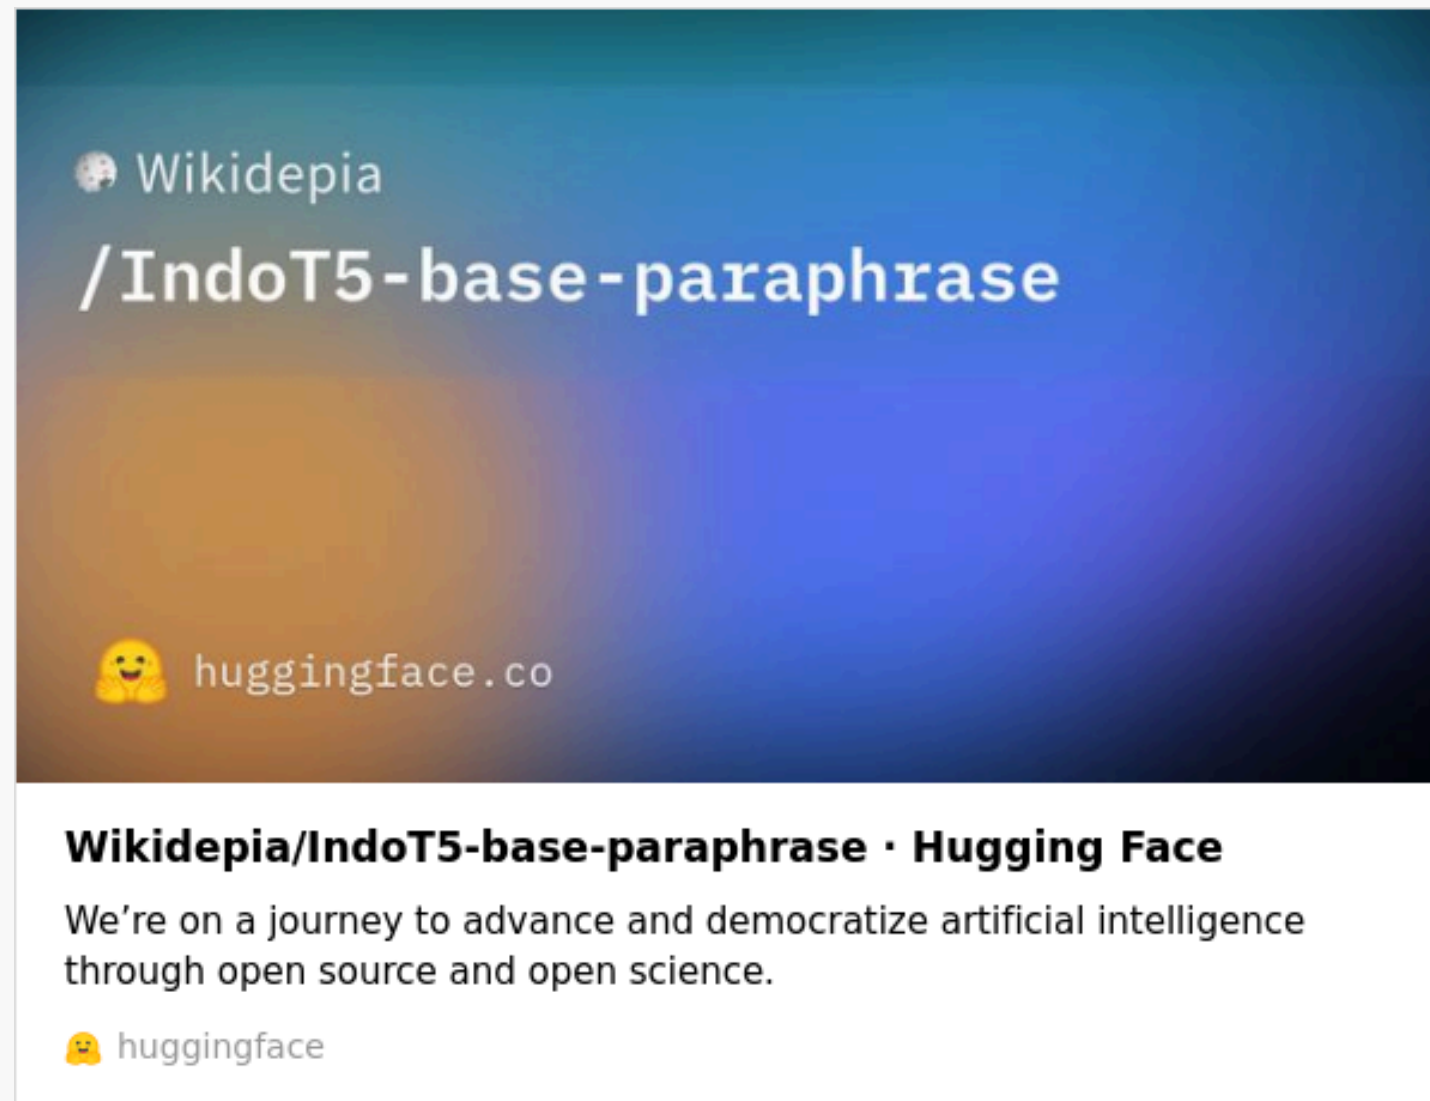 Wikidepia
/IndoT5-base-paraphrase
huggingface.co
Wikidepia/IndoT5-base-paraphrase · Hugging Face
We’re on a journey to advance and democratize artificial intelligence
through open source and open science.
huggingface